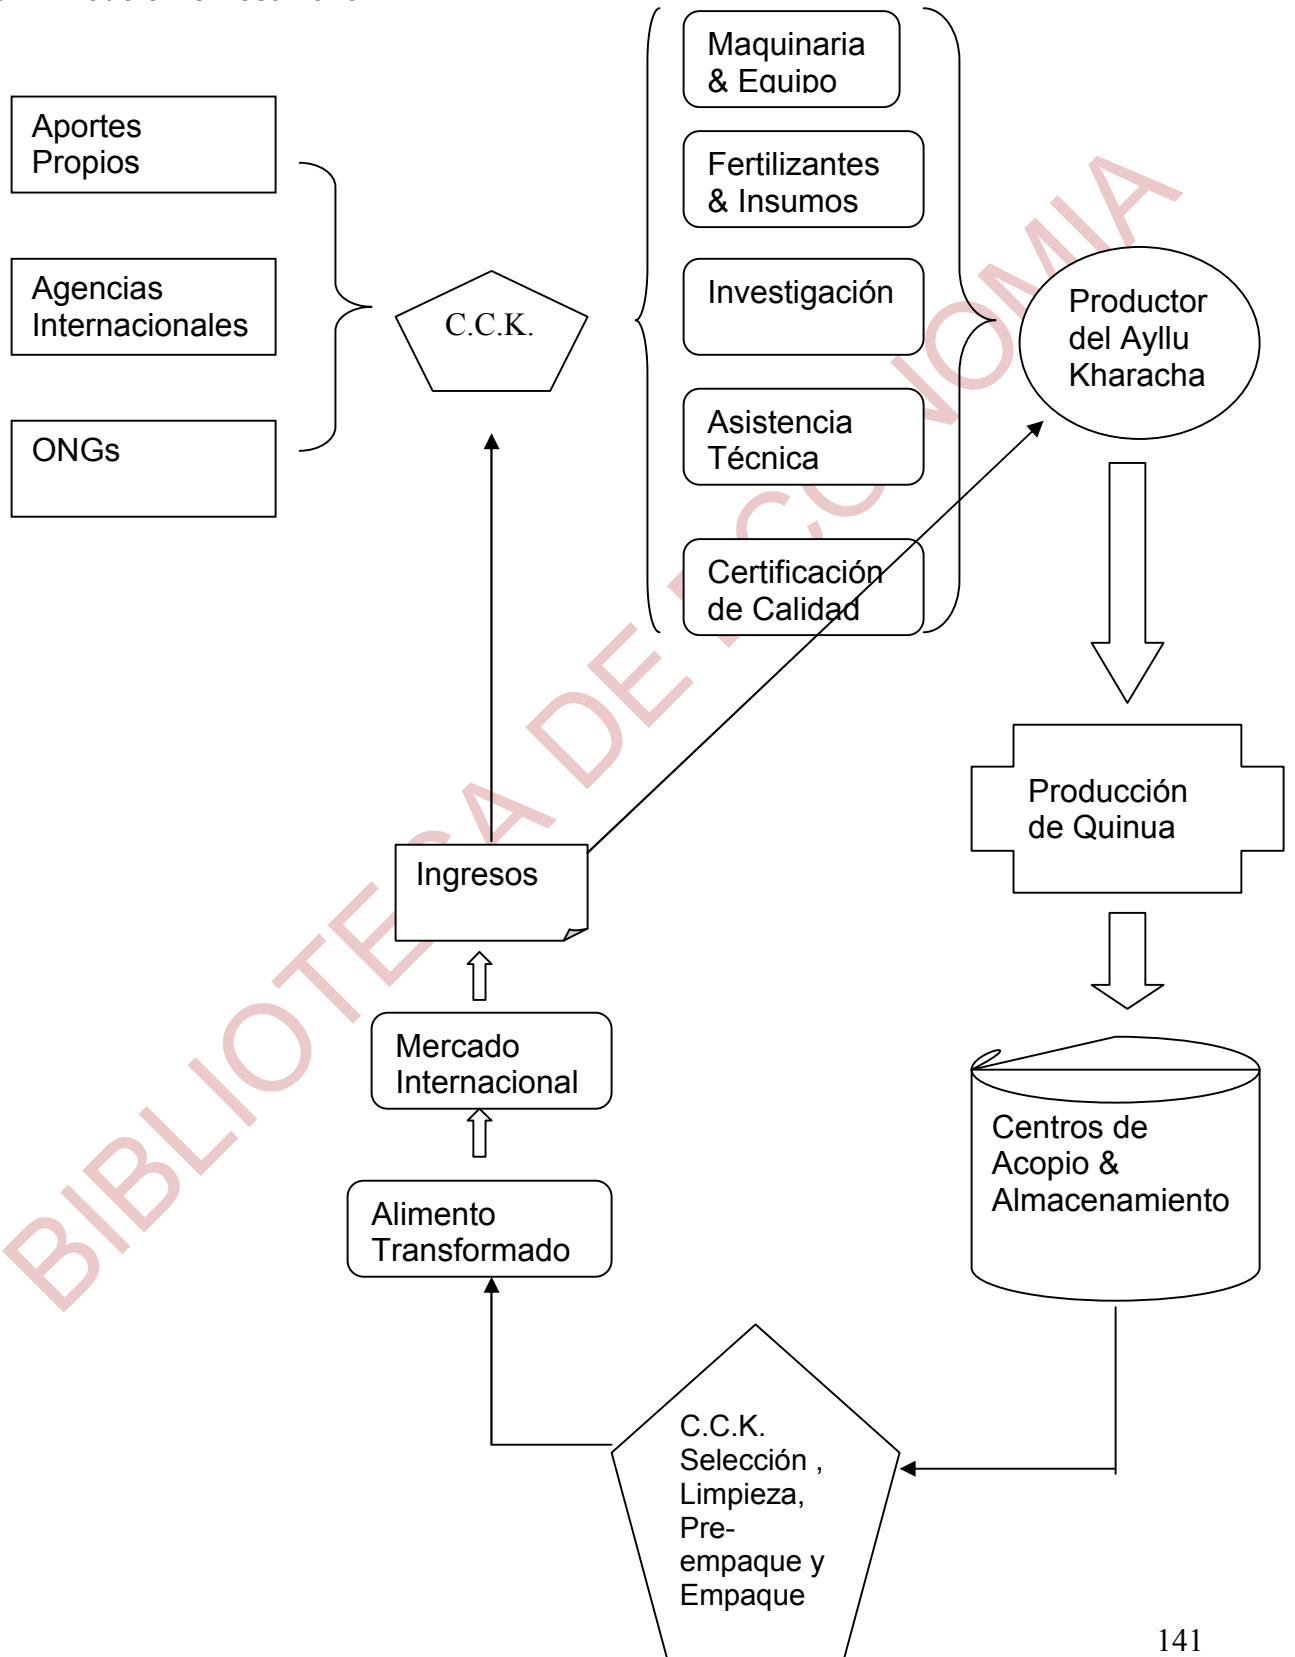 Aportes
Propios
Agencias
Internacionales
ONGs
C.C.K.
Maquinaria
& Equipo
Fertilizantes
& Insumos
Investigación
Asistencia
Técnica
Certificación
de Calidad
Productor
del Ayllu
Kharacha
Producción
de Quinua
Centros de
Acopio &
Almacenamiento
C.C.K.
Selección ,
Limpieza,
Pre-
empaque y
Empaque
Alimento
Transformado
Mercado
Internacional
Ingresos
BIBLIOTECA DE ECONOMIA
141